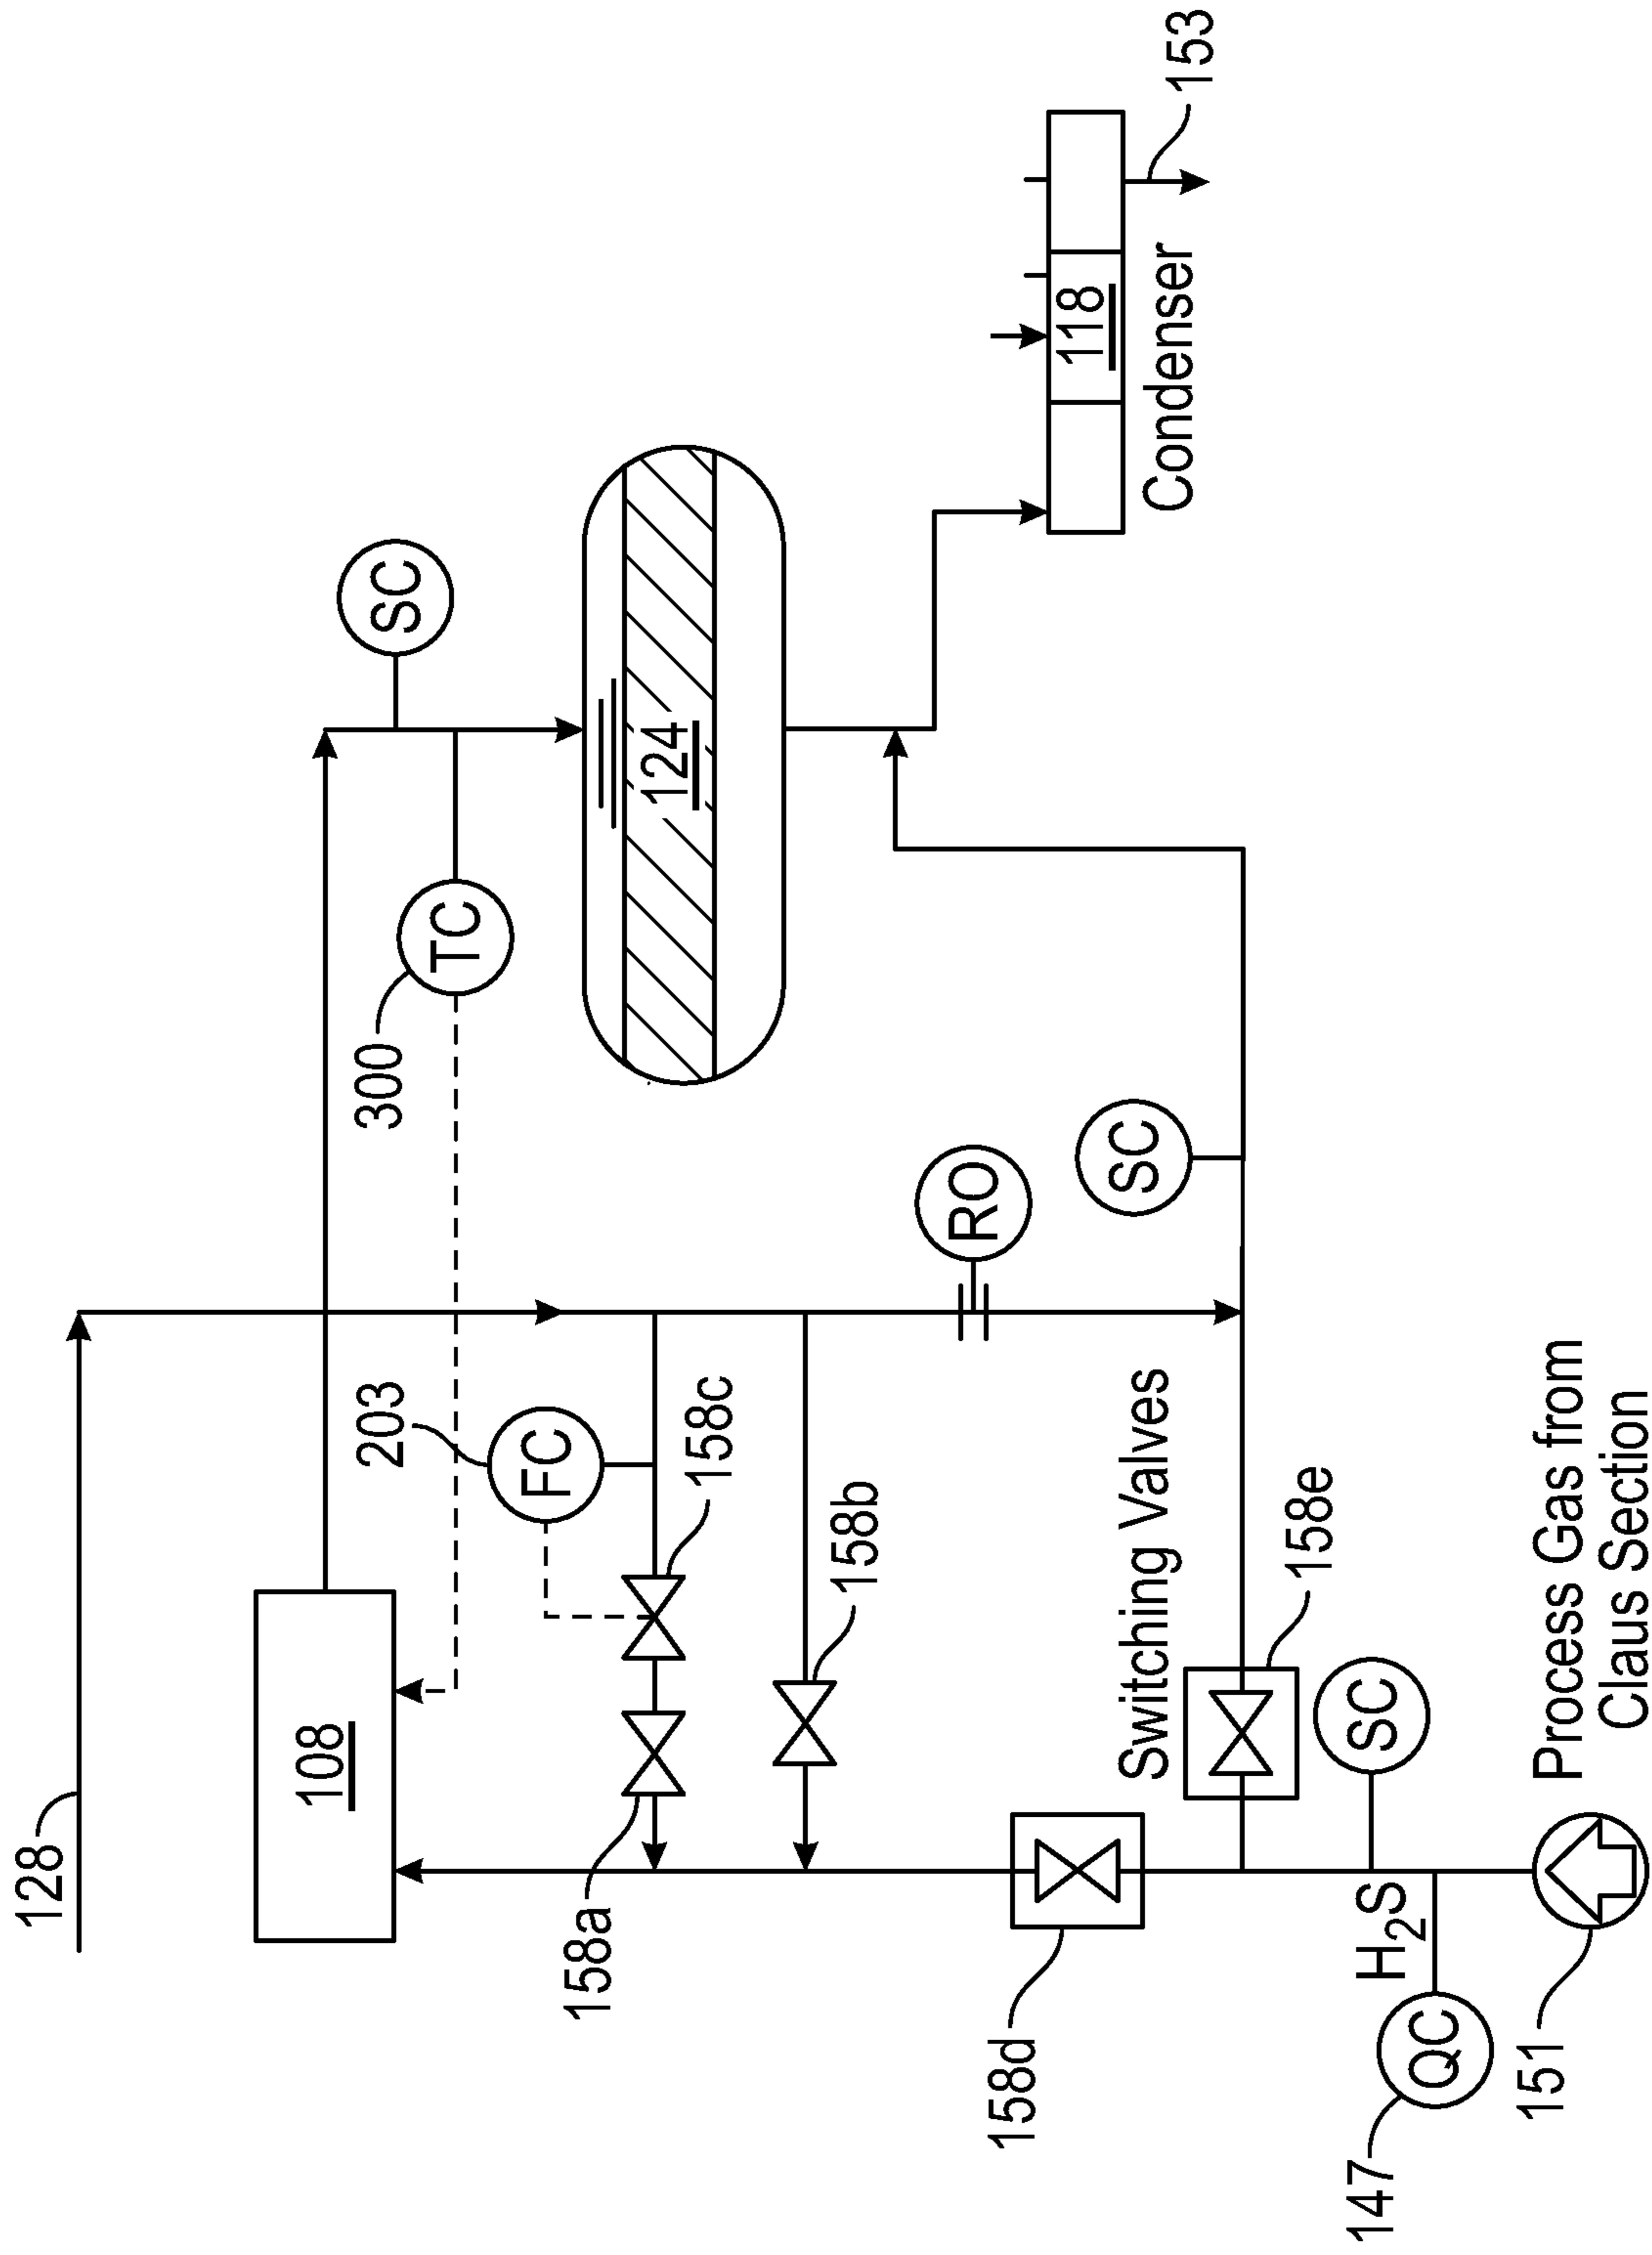 128
108
SC
300
TC
203
FC
158c
158a
158b
124
RO
118
Condenser
153
SC
Switching Valves
158d
158e
SC
H₂S
QC
147
151
Process Gas from
Claus Section